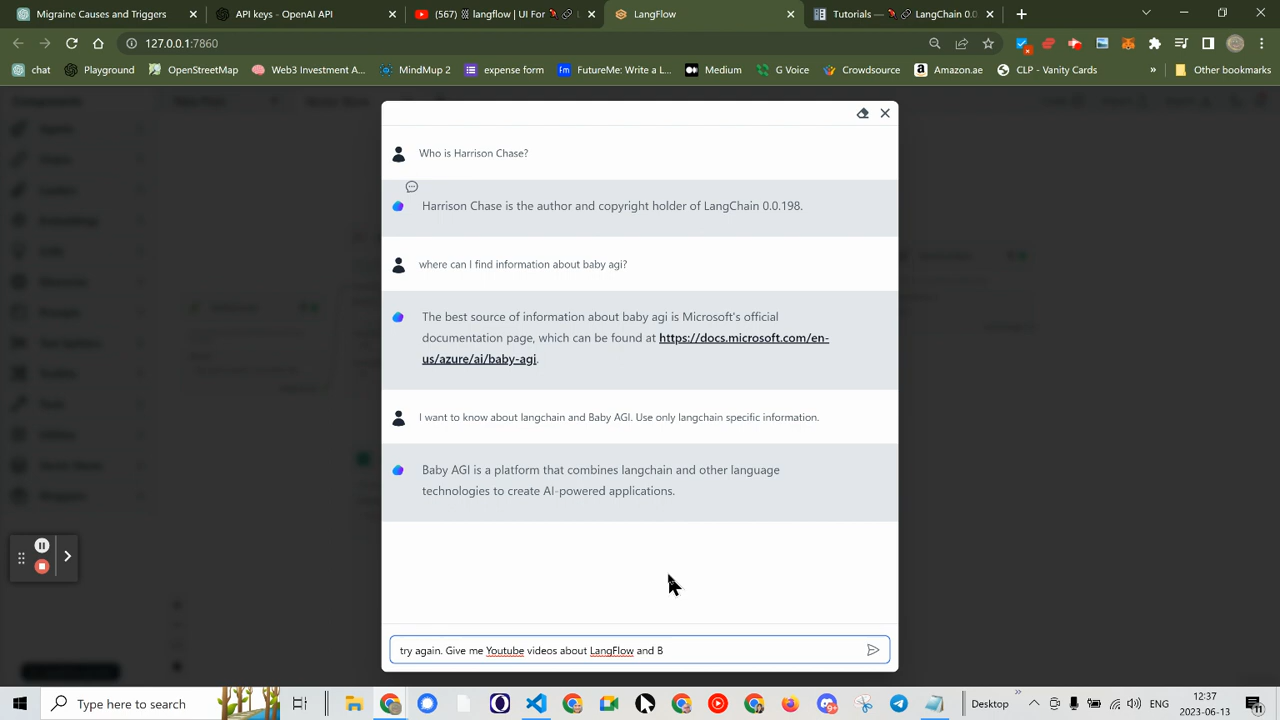 Migraine Causes and Triggers
API keys - OpenAI API
(567) langflow | UI For
LangFlow
Tutorials — LangChain 0.0
127.0.0.1:7860
chat
Playground
OpenStreetMap
Web3 Investment A...
MindMup 2
expense form
FutureMe: Write a L...
Medium
G Voice
Crowdsource
Amazon.ae
CLP - Vanity Cards
»
Other bookmarks
Who is Harrison Chase?
Harrison Chase is the author and copyright holder of LangChain 0.0.198.
where can I find information about baby agi?
The best source of information about baby agi is Microsoft's official
documentation page, which can be found at https://docs.microsoft.com/en-
us/azure/ai/baby-agi.
I want to know about langchain and Baby AGI. Use only langchain specific information.
Baby AGI is a platform that combines langchain and other language
technologies to create AI-powered applications.
try again. Give me Youtube videos about LangFlow and B
Type here to search
Desktop
»
ENG
12:37
2023-06-13